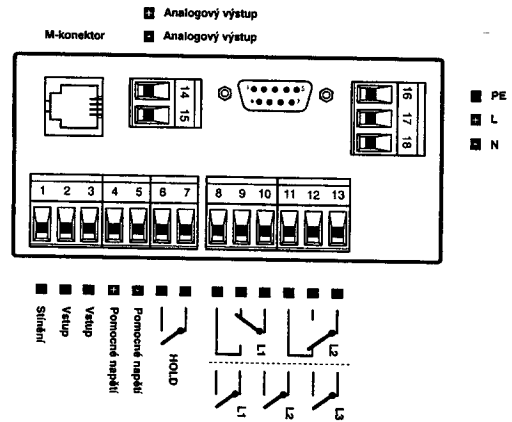 Analogový výstup
M-konektor
Analogový výstup
14
15
16
17
18
PE
L
N
1 2 3 4 5 6 7 8 9 10 11 12 13
Stínění
Vstup
Vstup
Pomocné napětí
Pomocné napětí
HOLD
L1
L2
L1
L2
L3